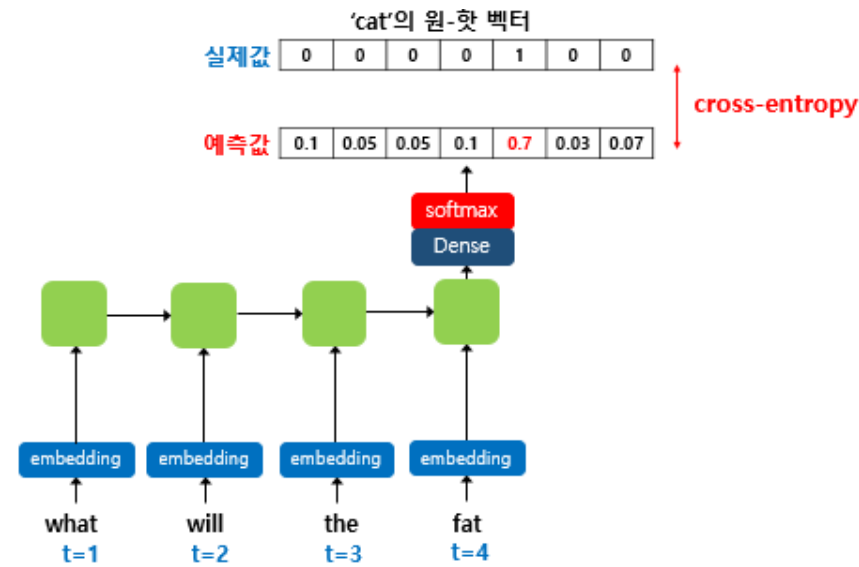 'cat'의 원-핫 벡터
실제값 0 0 0 0 1 0 0
cross-entropy
예측값 0.1 0.05 0.05 0.1 0.7 0.03 0.07
softmax
Dense
embedding embedding embedding embedding
what will the fat
t=1 t=2 t=3 t=4